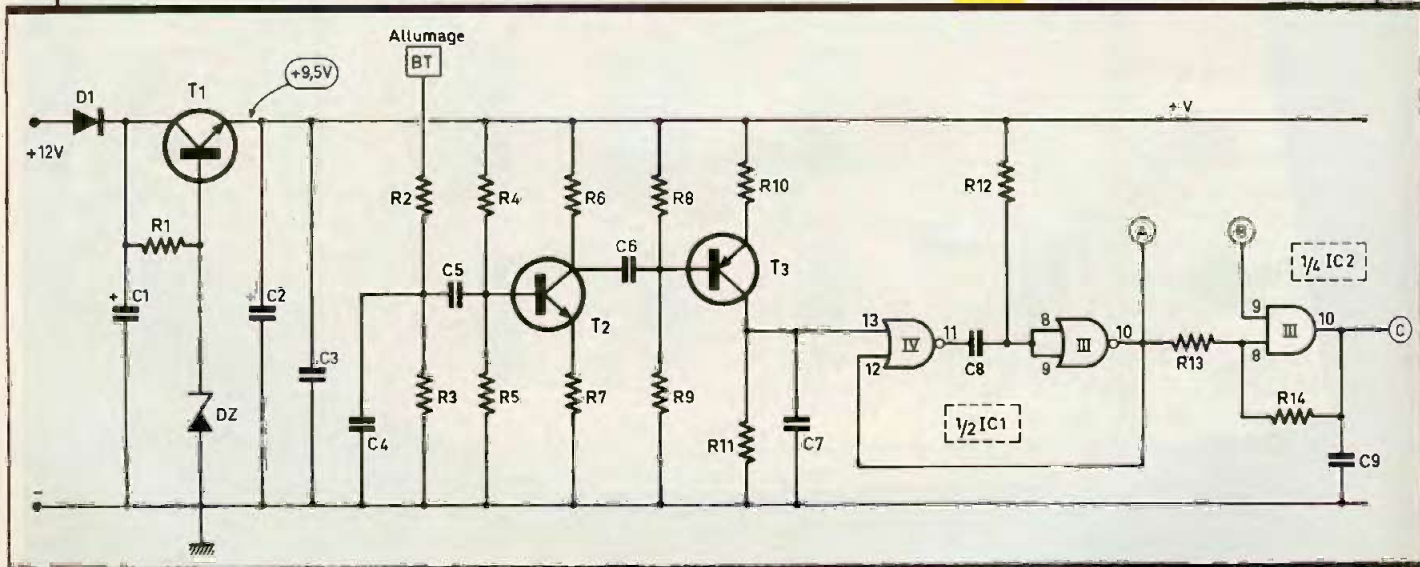 Allumage
BT
+9,5V
D1
T1
+V
+12V
R2
R4
R6
R8
R10
R12
A
B
1/4 IC2
R1
C5
C6
T3
9
III
10
C
C1
C2
T2
13
IV
11
12
C8
8
III
10
9
R13
8
+
+
C3
R3
R5
R7
R9
R14
DZ
C4
R11
C7
1/2 IC1
C9
-